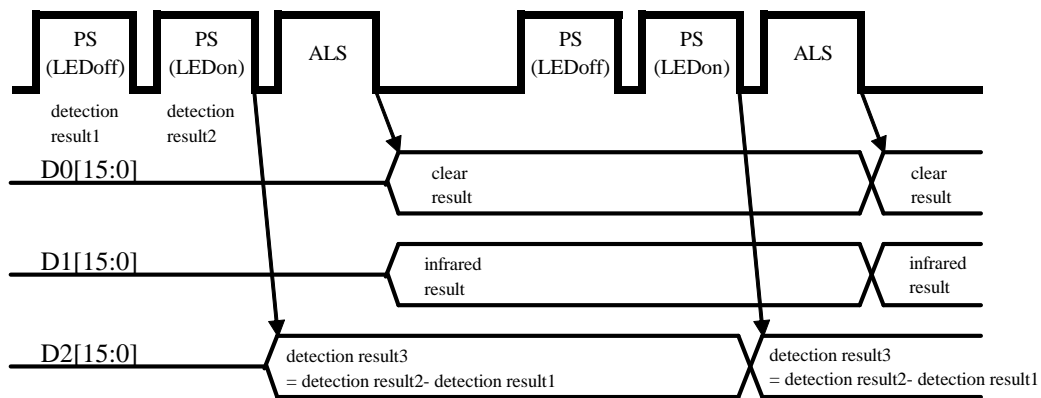 PS
(LEDoff)
PS
(LEDon)
ALS
PS
(LEDoff)
PS
(LEDon)
ALS
detection
result1
detection
result2
D0[15:0]
clear
result
clear
result
D1[15:0]
infrared
result
infrared
result
D2[15:0]
detection result3
= detection result2- detection result1
detection result3
= detection result2- detection result1